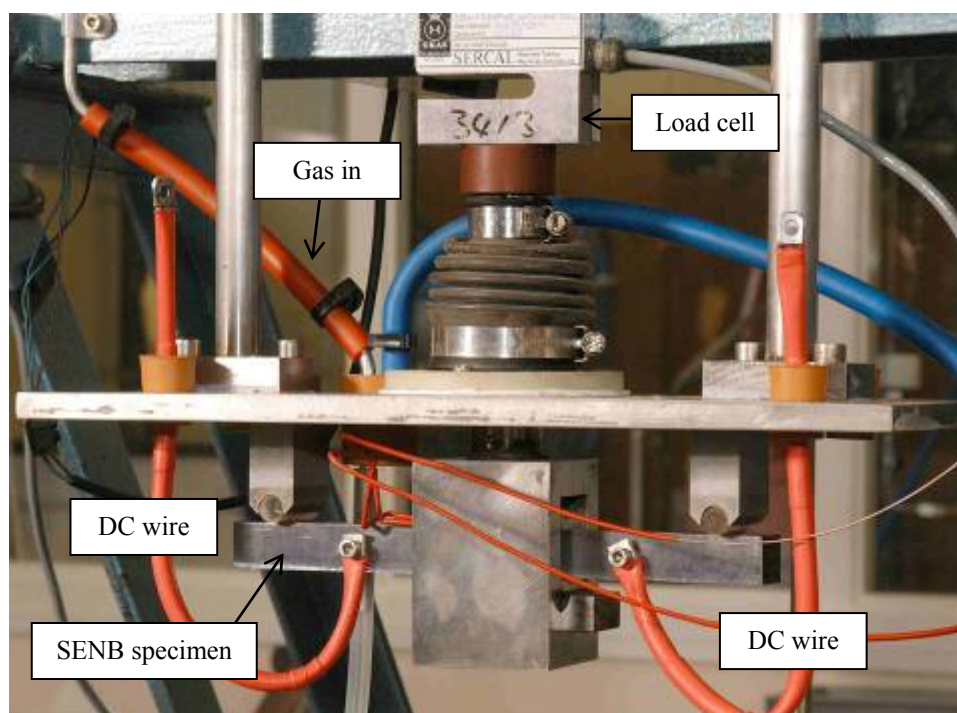 SERCAL
3413
Load cell
Gas in
DC wire
SENB specimen
DC wire